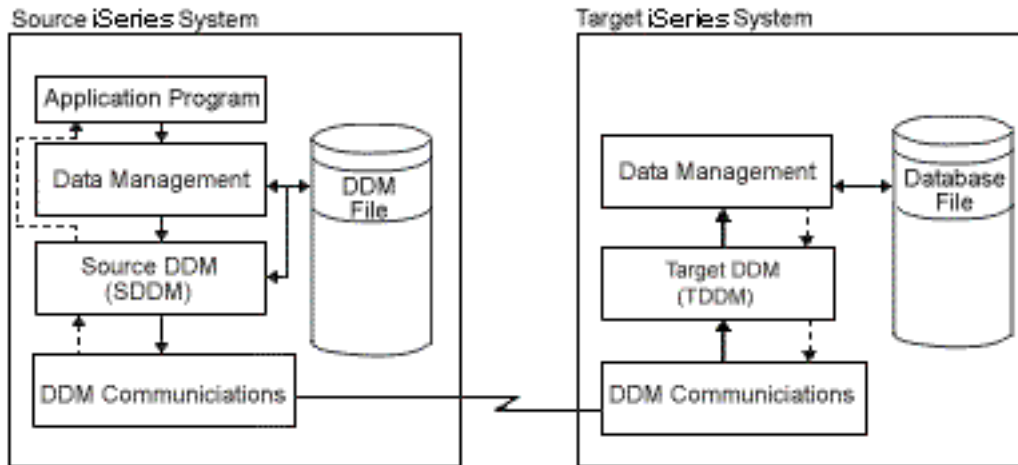 Source iSeries System
Application Program
Data Management
DDM
File
Source DDM
(SDDM)
DDM Communiciations
Target iSeries System
Data Management
Database
File
Target DDM
(TDDM)
DDM Communiciations